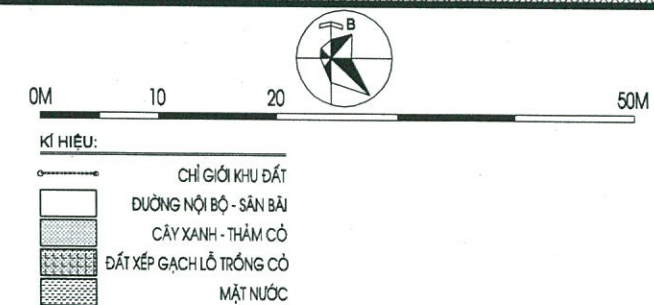 B
0M 10 20 50M
KÍ HIỆU:
CHỈ GIỚI KHU ĐẤT
ĐƯỜNG NỘI BỘ - SÂN BÃI
CÂY XANH - THẢM CỎ
ĐẤT XẾP GẠCH LỖ TRỒNG CỎ
MẶT NƯỚC